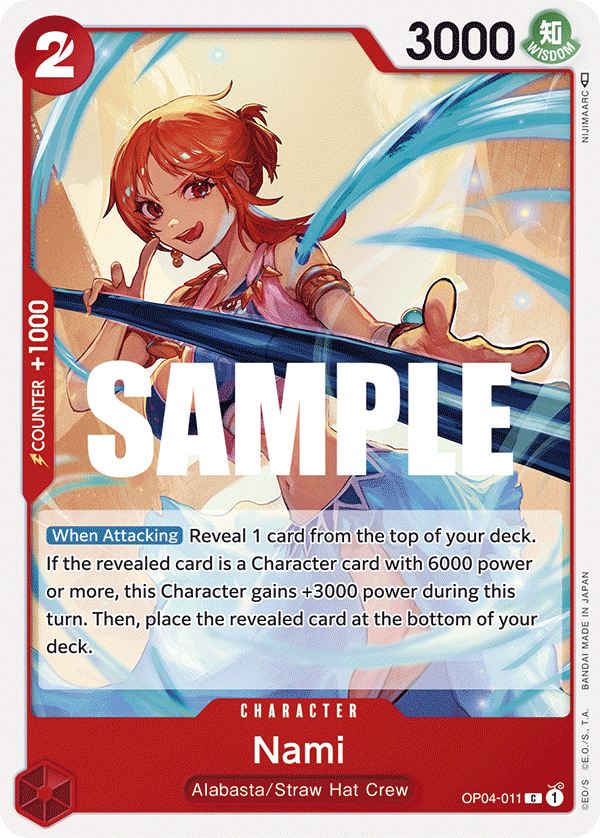 2
3000
知
WISDOM
NIJIMAARC
COUNTER +1000
SAMPLE
When Attacking Reveal 1 card from the top of your deck.
If the revealed card is a Character card with 6000 power
or more, this Character gains +3000 power during this
turn. Then, place the revealed card at the bottom of your
deck.
CHARACTER
Nami
Alabasta/Straw Hat Crew
OP04-011 C 1
©EO/S ©E.O./S., T.A. BANDAI MADE IN JAPAN